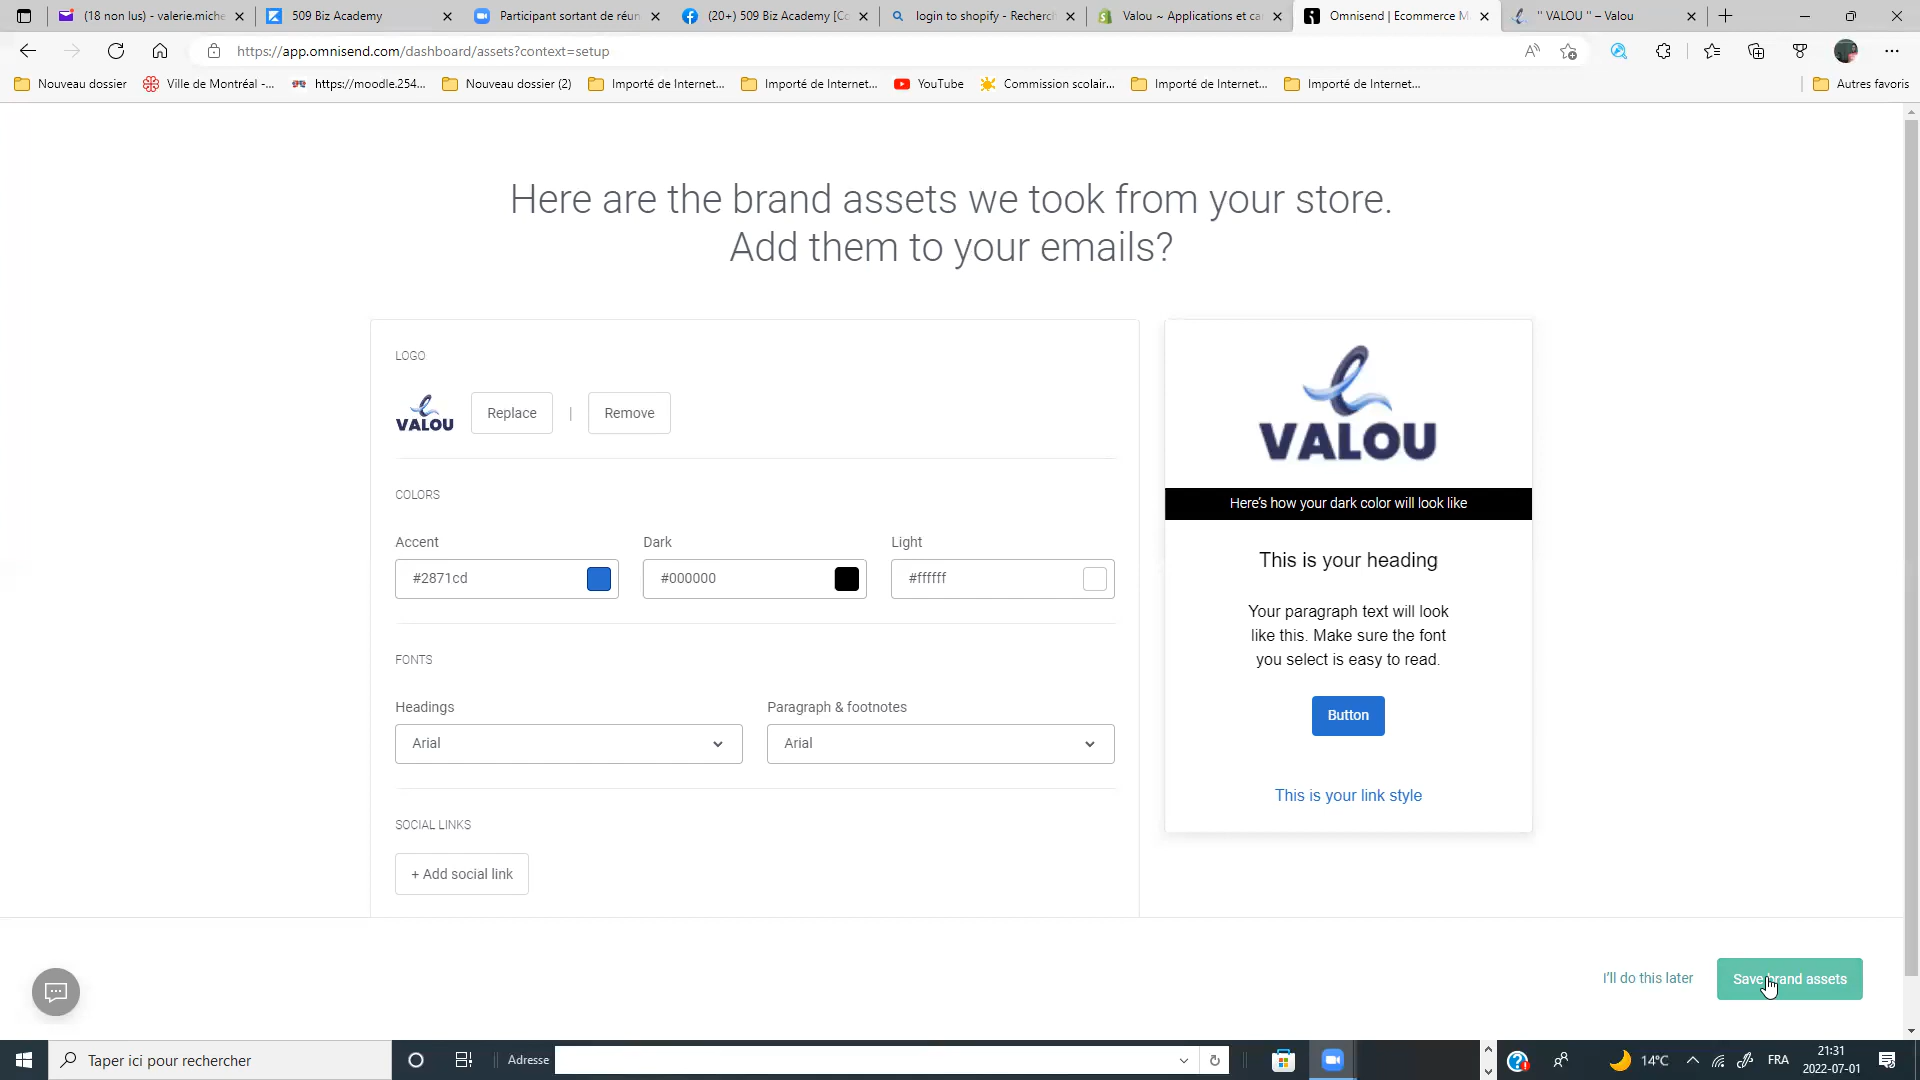 (18 non lus) - valerie.miche
509 Biz Academy
Participant sortant de réun
(20+) 509 Biz Academy [Co
login to shopify - Recherch
Valou ~ Applications et ca
Omnisend | Ecommerce M
" VALOU " – Valou
https://app.omnisend.com/dashboard/assets?context=setup
Nouveau dossier
Ville de Montréal -...
https://moodle.254...
Nouveau dossier (2)
Importé de Internet...
Importé de Internet...
YouTube
Commission scolair...
Importé de Internet...
Importé de Internet...
Autres favoris
Here are the brand assets we took from your store.
Add them to your emails?
LOGO
VALOU
Replace
|
Remove
COLORS
Accent
Dark
Light
#2871cd
#000000
#ffffff
FONTS
Headings
Paragraph & footnotes
Arial
Arial
SOCIAL LINKS
+ Add social link
VALOU
Here's how your dark color will look like
This is your heading
Your paragraph text will look
like this. Make sure the font
you select is easy to read.
Button
This is your link style
I'll do this later
Save brand assets
Taper ici pour rechercher
Adresse
14°C
FRA
21:31
2022-07-01